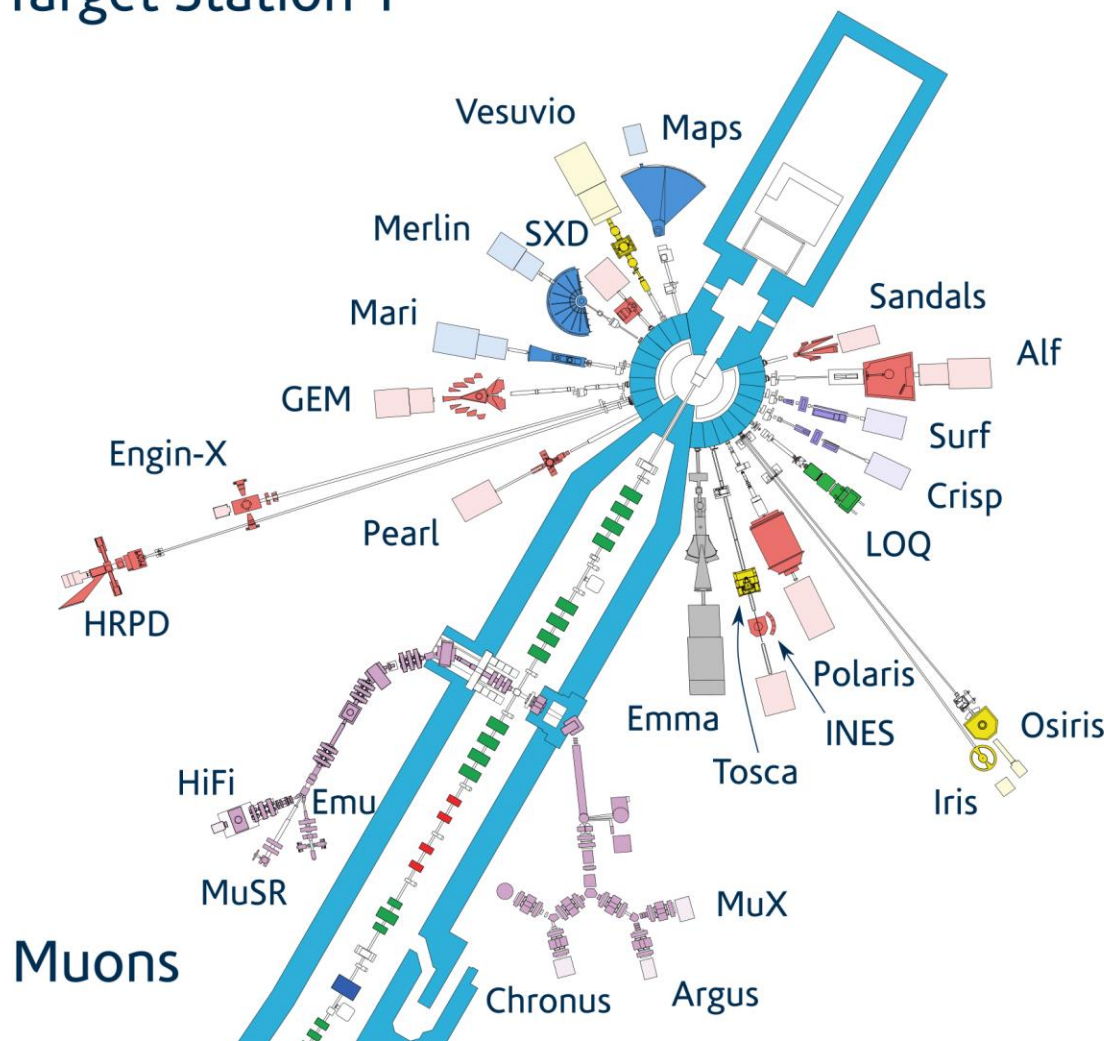 Target Station 1
Vesuvio
Maps
Merlin
SXD
Mari
Sandals
Alf
GEM
Engin-X
Surf
Crisp
Pearl
LOQ
HRPD
Polaris
Emma
INES
Osiris
Tosca
Iris
HiFi
Emu
MuSR
MuX
Muons
Chronus
Argus